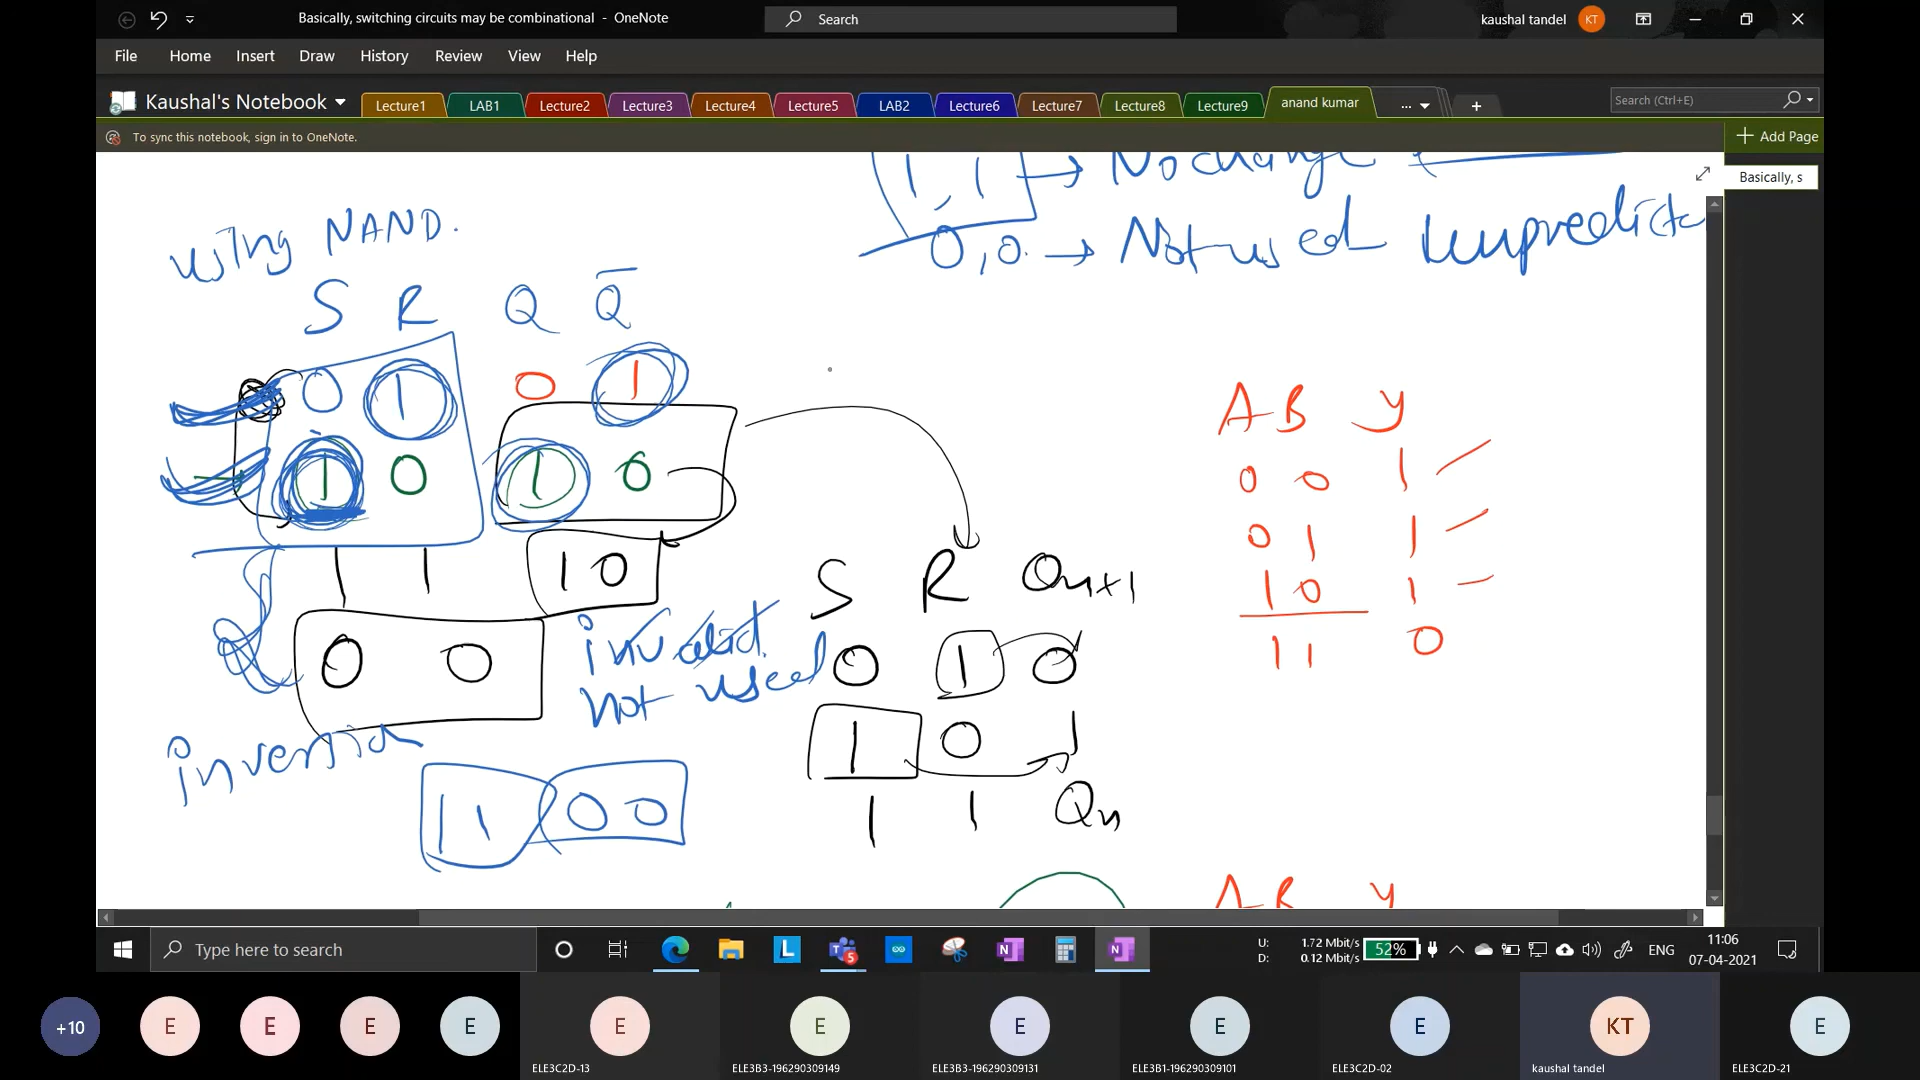 Basically, switching circuits may be combinational - OneNote
Search
kaushal tandel KT
File Home Insert Draw History Review View Help
Kaushal's Notebook
Lecture1 LAB1 Lecture2 Lecture3 Lecture4 Lecture5 LAB2 Lecture6 Lecture7 Lecture8 Lecture9 anand kumar ... +
Search (Ctrl+E)
To sync this notebook, sign in to OneNote.
+ Add Page
Basically, s
1 1 → No change
0,0 → Not used unpredicta
using NAND.
S R Q Q̅
0 1 0 1
1 0 1 0
1 1 1 0
0 0 invalid.
not used
inversion
1 1 0 0
S R Qn+1
0 1 0
1 0 1
1 1 Qn
A B Y
0 0 1
0 1 1
1 0 1
1 1 0
A B Y
Type here to search
U: 1.72 Mbit/s
D: 0.12 Mbit/s
52%
ENG
11:06
07-04-2021
+10 E E E E E E E E E KT E
ELE3C2D-13 ELE3B3-196290309149 ELE3B3-196290309131 ELE3B1-196290309101 ELE3C2D-02 kaushal tandel ELE3C2D-21